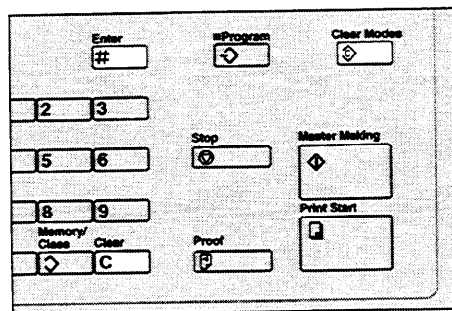 Enter
#
Program
Clear Modes
2
3
5
6
Stop
Master Making
8
9
Memory/
Class
Clear
C
Proof
Print Start